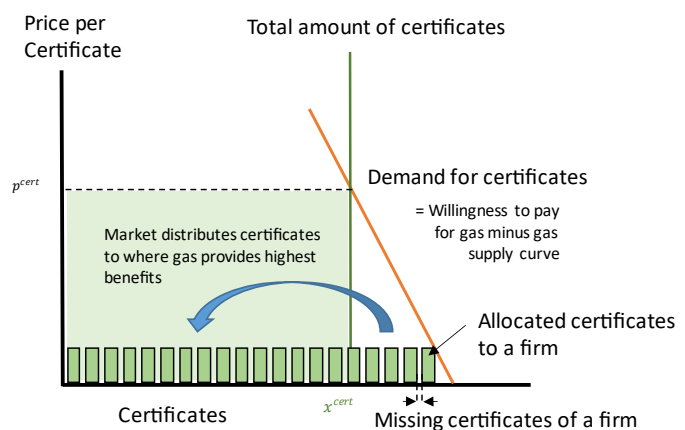 Price per
Certificate
Total amount of certificates
p^cert
Demand for certificates
= Willingness to pay
for gas minus gas
supply curve
Market distributes certificates
to where gas provides highest
benefits
Allocated certificates
to a firm
Certificates
x^cert
Missing certificates of a firm